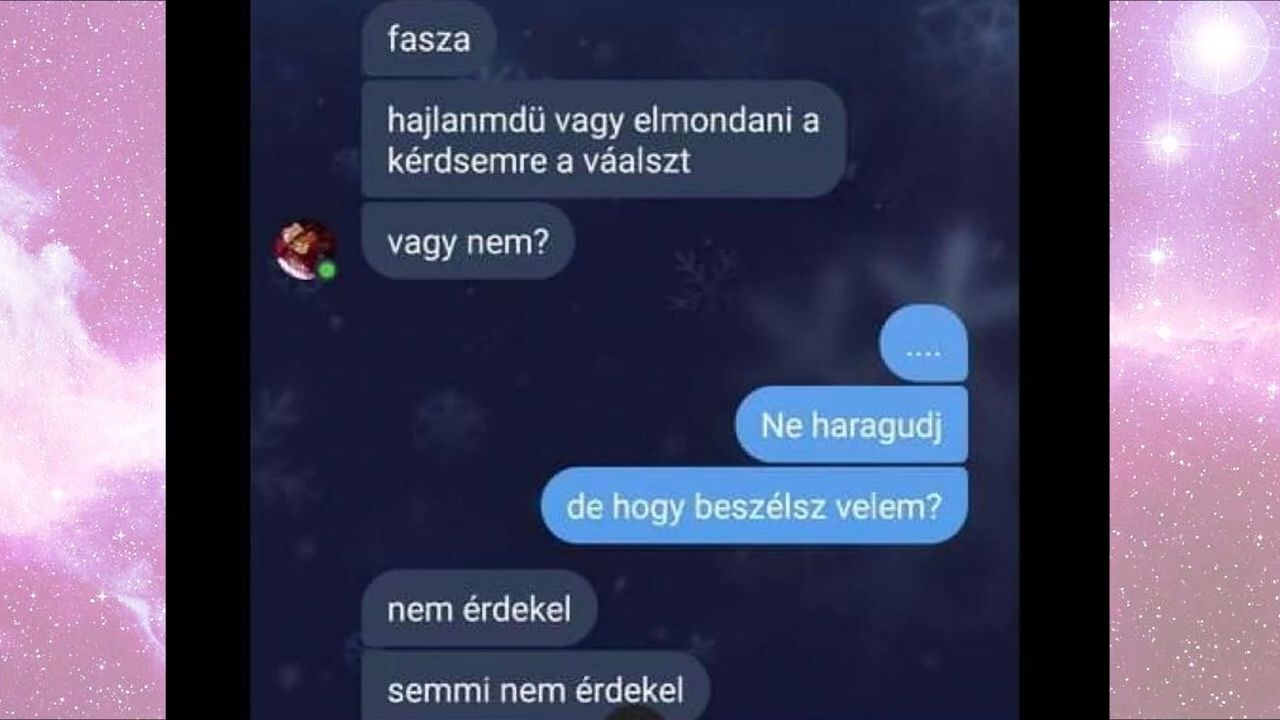 fasza
hajlanmdü vagy elmondani a
kérdsemre a váalszt
vagy nem?
....
Ne haragudj
de hogy beszélsz velem?
nem érdekel
semmi nem érdekel